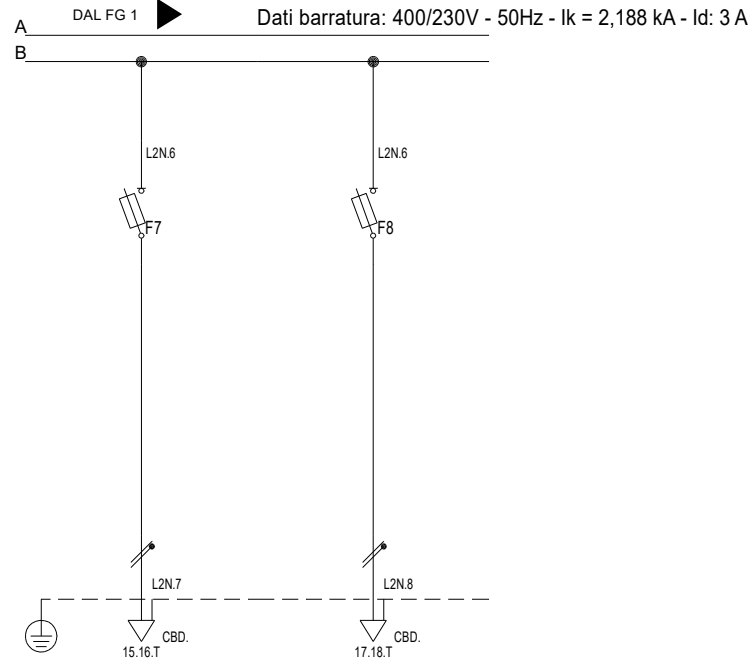 DAL FG 1
Dati barratura: 400/230V - 50Hz - Ik = 2,188 kA - Id: 3 A
A
B
L2N.6
L2N.6
F7
F8
L2N.7
L2N.8
CBD.
CBD.
15.16.T
17.18.T